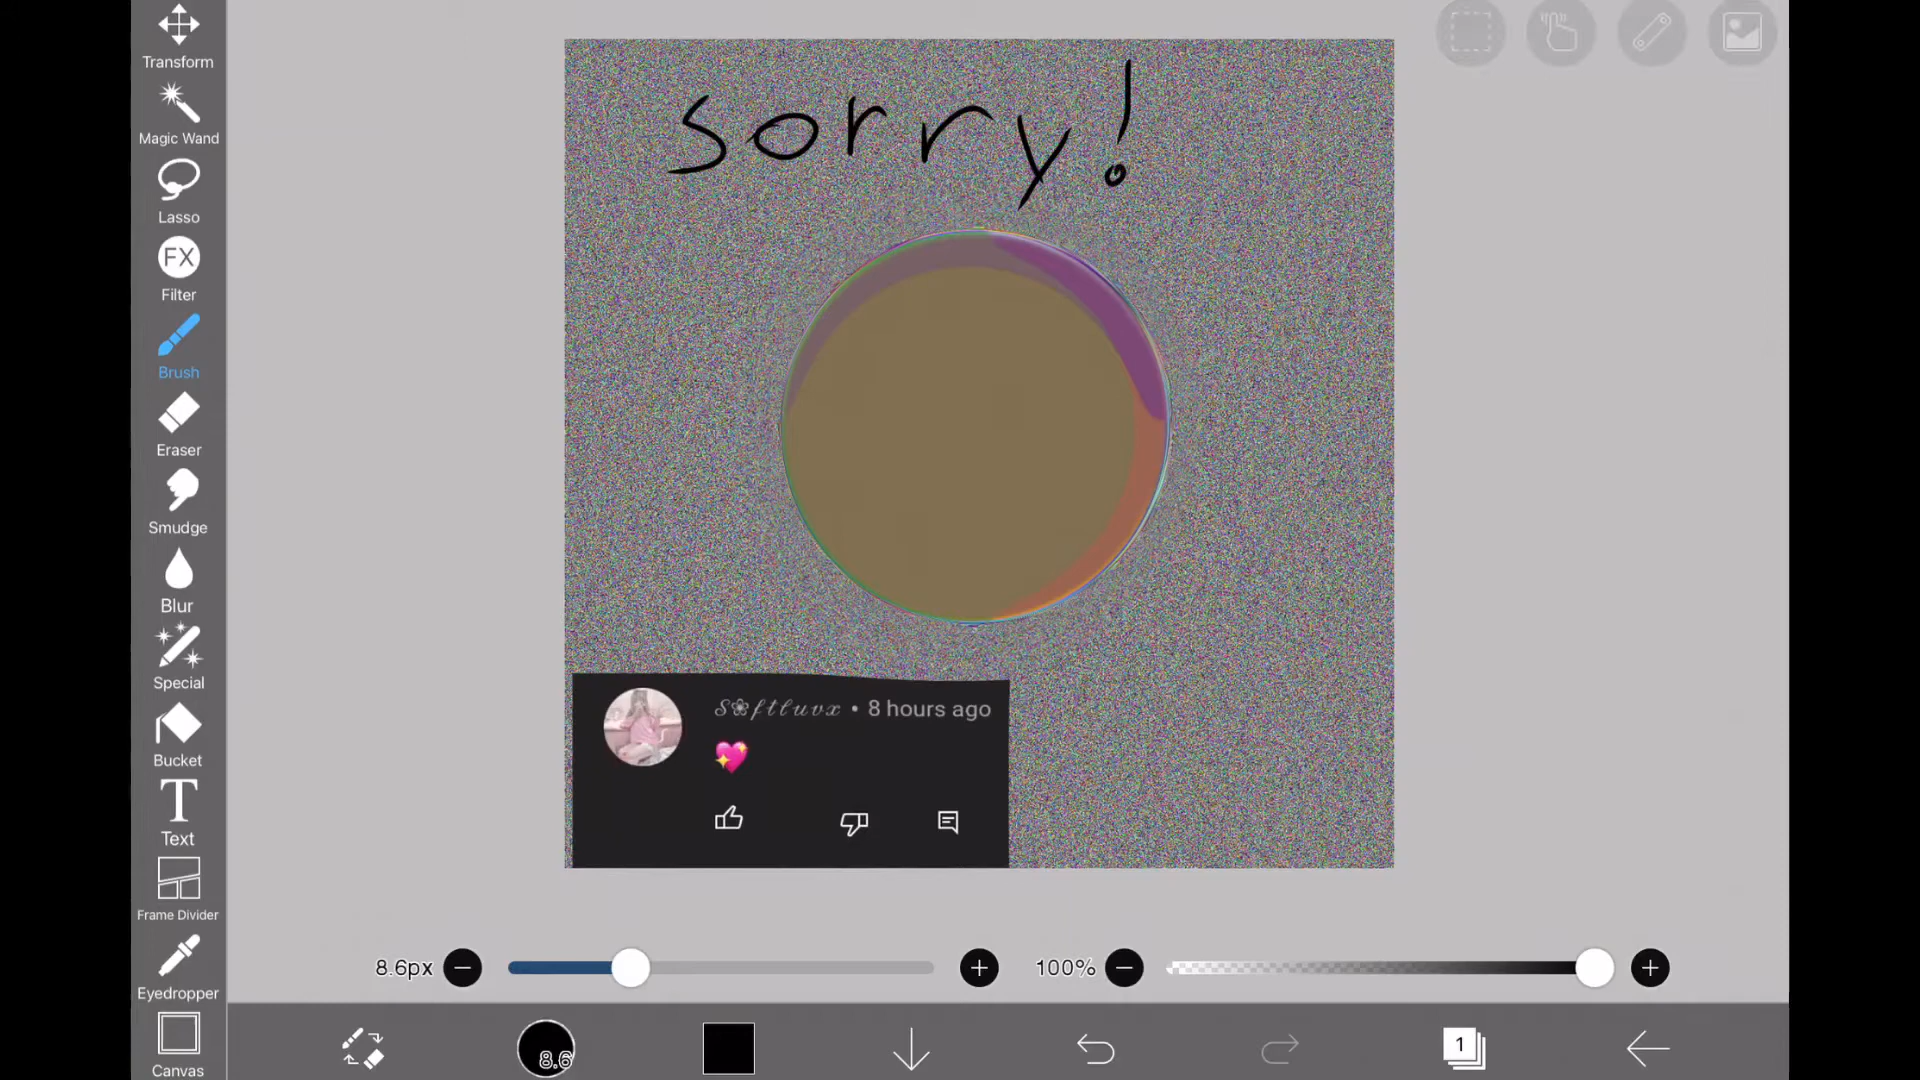 Transform
Magic Wand
Lasso
FX
Filter
Brush
Eraser
Smudge
Blur
Special
Bucket
T
Text
Frame Divider
Eyedropper
Canvas
sorry!
S❀ftluvx • 8 hours ago
💖
8.6px
100%
8.6
1